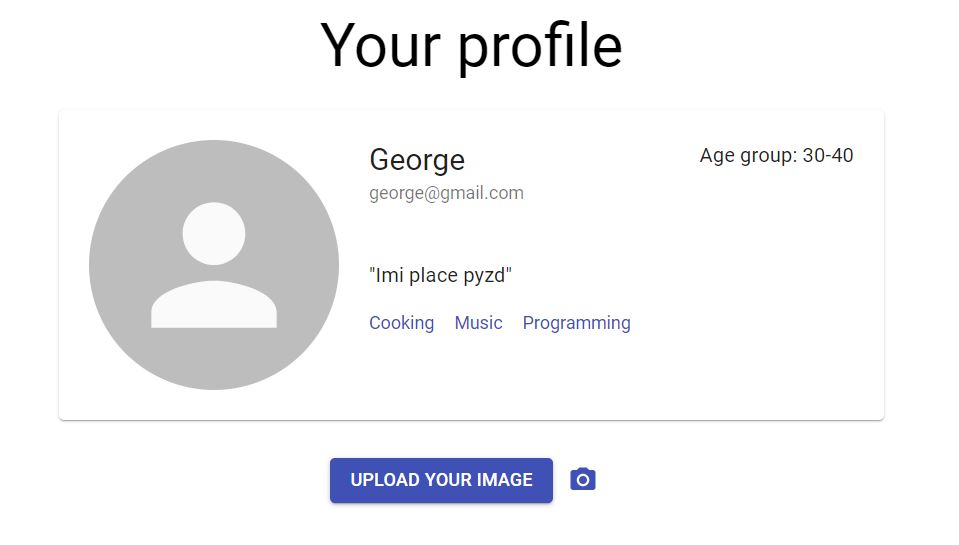 Your profile
George
Age group: 30-40
george@gmail.com
"Imi place pyzd"
Cooking Music Programming
UPLOAD YOUR IMAGE